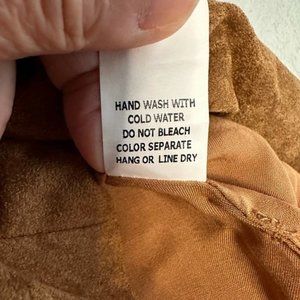 HAND WASH WITH
COLD WATER
DO NOT BLEACH
COLOR SEPARATE
HANG OR LINE DRY